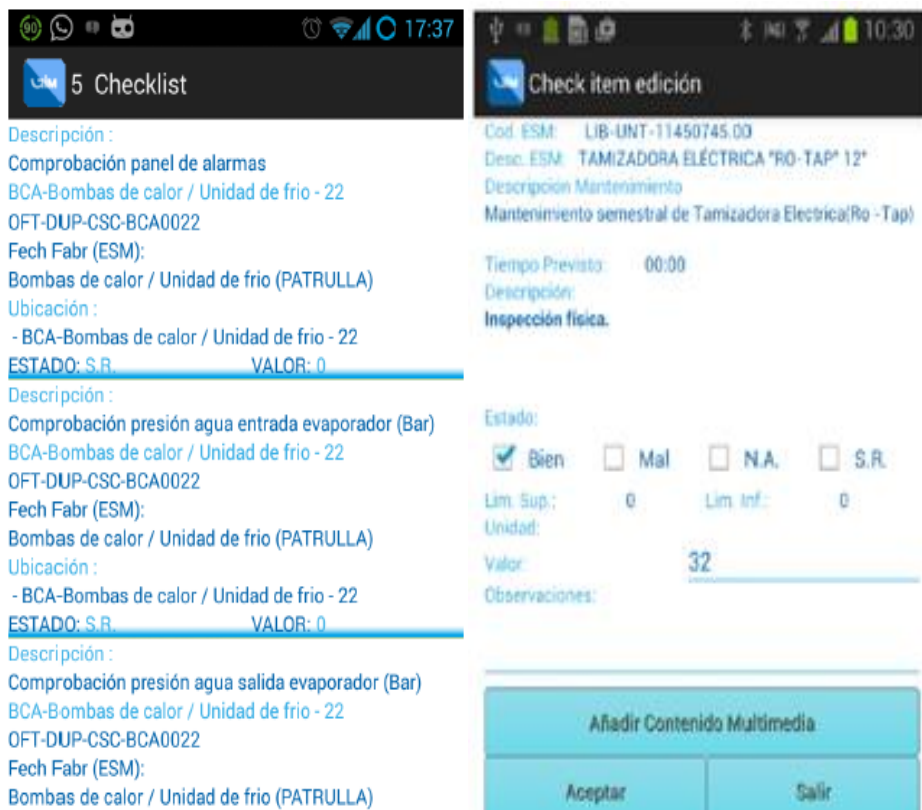 90 17:37
5 Checklist
Descripción :
Comprobación panel de alarmas
BCA-Bombas de calor / Unidad de frio - 22
OFT-DUP-CSC-BCA0022
Fech Fabr (ESM):
Bombas de calor / Unidad de frio (PATRULLA)
Ubicación :
- BCA-Bombas de calor / Unidad de frio - 22
ESTADO: S.R. VALOR: 0
Descripción :
Comprobación presión agua entrada evaporador (Bar)
BCA-Bombas de calor / Unidad de frio - 22
OFT-DUP-CSC-BCA0022
Fech Fabr (ESM):
Bombas de calor / Unidad de frio (PATRULLA)
Ubicación :
- BCA-Bombas de calor / Unidad de frio - 22
ESTADO: S.R. VALOR: 0
Descripción :
Comprobación presión agua salida evaporador (Bar)
BCA-Bombas de calor / Unidad de frio - 22
OFT-DUP-CSC-BCA0022
Fech Fabr (ESM):
Bombas de calor / Unidad de frio (PATRULLA)
10:30
Check item edición
Cod. ESM: LIB-UNT-11450745.00
Desc. ESM: TAMIZADORA ELÉCTRICA "RO-TAP" 12"
Descripción Mantenimiento
Mantenimiento semestral de Tamizadora Electrica(Ro -Tap)
Tiempo Previsto: 00:00
Descripción:
Inspección física.
Estado:
Bien Mal N.A. S.R.
Lim. Sup.: 0 Lim. Inf.: 0
Unidad:
Valor: 32
Observaciones:
Añadir Contenido Multimedia
Aceptar Salir